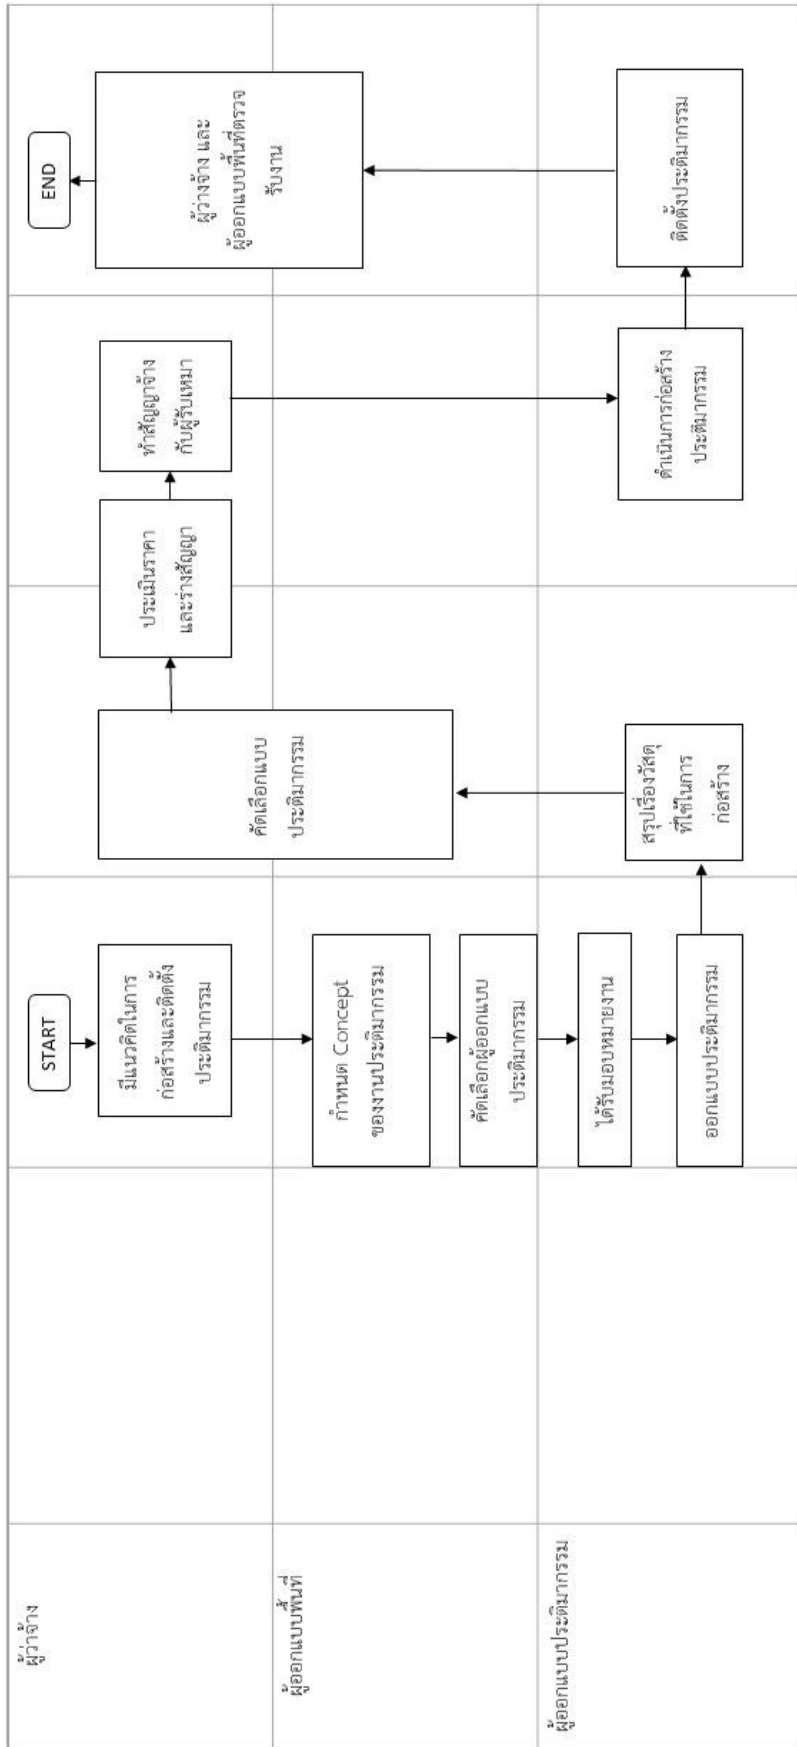 ผู้ว่าจ้าง
START
มีแนวคิดในการ
ก่อสร้างและติดตั้ง
ประติมากรรม
ประเมินราคา
และร่างสัญญา
ทำสัญญาจ้าง
กับผู้รับเหมา
END
ผู้ว่างจ้าง และ
ผู้ออกแบบพื้นที่ตรวจ
รับงาน
ผู้ออกแบบพื้นที่
กำหนด Concept
ของงานประติมากรรม
คัดเลือกผู้ออกแบบ
ประติมากรรม
คัดเลือกแบบ
ประติมากรรม
ผู้ออกแบบประติมากรรม
ได้รับมอบหมายงาน
ออกแบบประติมากรรม
สรุปเรื่องวัสดุ
ที่ใช้ในการ
ก่อสร้าง
ดำเนินการก่อสร้าง
ประติมากรรม
ติดตั้งประติมากรรม